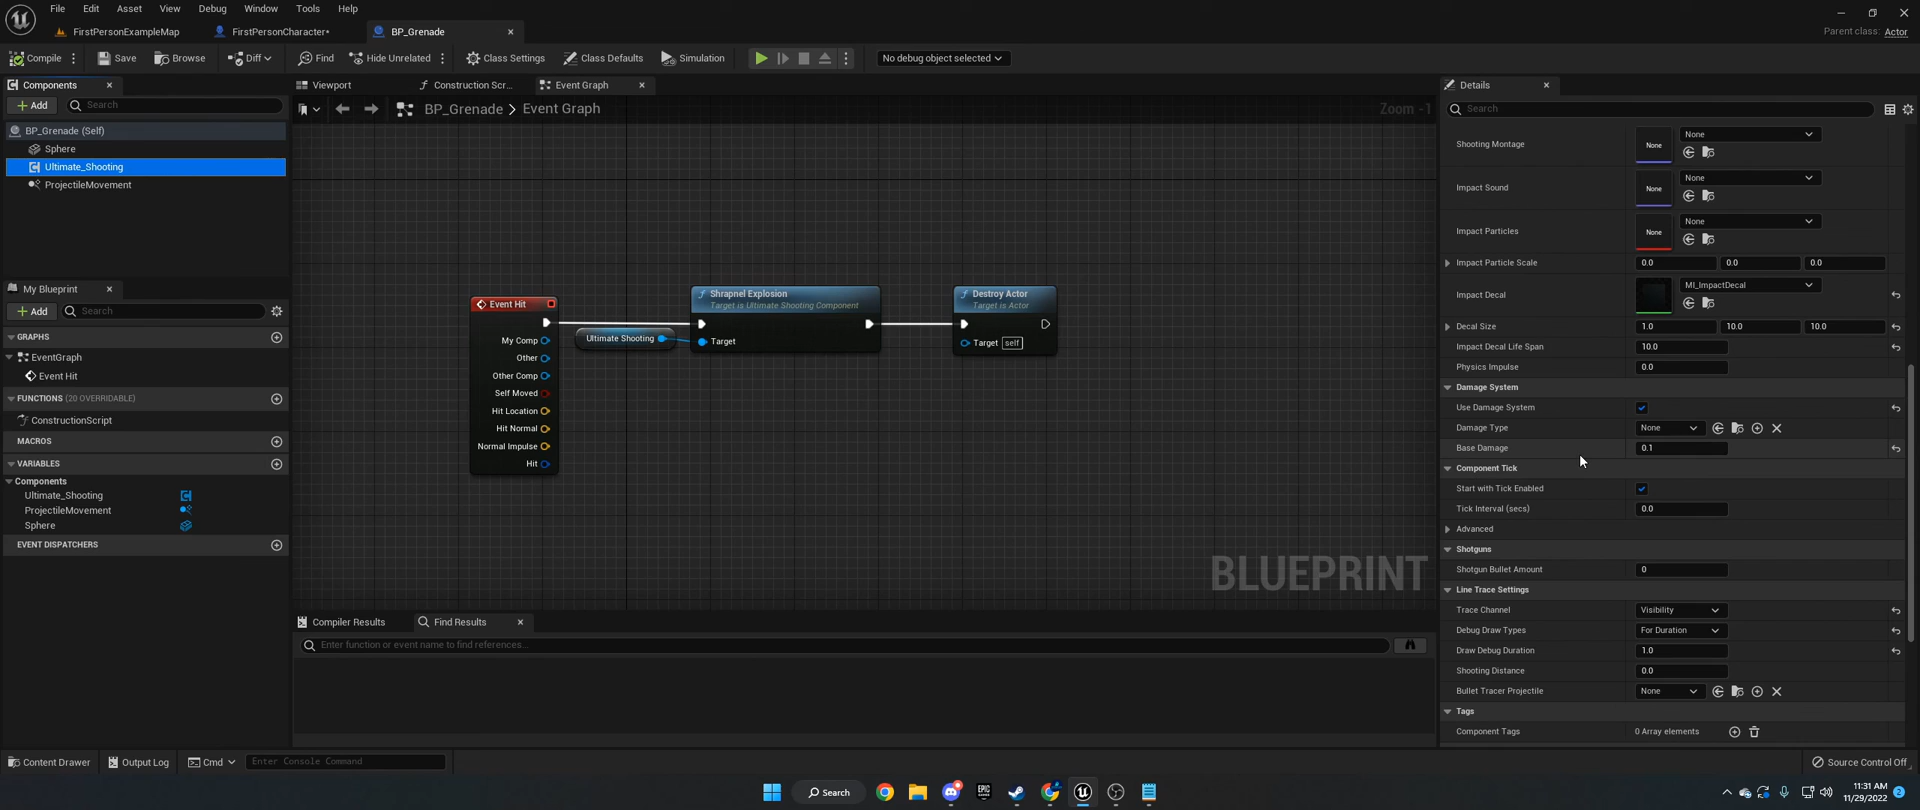 File Edit Asset View Debug Window Tools Help
FirstPersonExampleMap FirstPersonCharacter* BP_Grenade
Parent class: Actor
Compile Save Browse Diff Find Hide Unrelated Class Settings Class Defaults Simulation No debug object selected
Components
Add Search
BP_Grenade (Self)
Sphere
Ultimate_Shooting
ProjectileMovement
My Blueprint
Add Search
GRAPHS
EventGraph
Event Hit
FUNCTIONS (20 OVERRIDABLE)
ConstructionScript
MACROS
VARIABLES
Components
Ultimate_Shooting
ProjectileMovement
Sphere
EVENT DISPATCHERS
Viewport Construction Scr... Event Graph
BP_Grenade > Event Graph Zoom -1
Event Hit
My Comp
Other
Other Comp
Self Moved
Hit Location
Hit Normal
Normal Impulse
Hit
Ultimate Shooting
Shrapnel Explosion
Target is Ultimate Shooting Component
Target
Destroy Actor
Target is Actor
Target self
BLUEPRINT
Compiler Results Find Results
Enter function or event name to find references...
Details
Search
Shooting Montage None None
Impact Sound None None
Impact Particles None None
Impact Particle Scale 0.0 0.0 0.0
Impact Decal MI_ImpactDecal
Decal Size 1.0 10.0 10.0
Impact Decal Life Span 10.0
Physics Impulse 0.0
Damage System
Use Damage System
Damage Type None
Base Damage 0.1
Component Tick
Start with Tick Enabled
Tick Interval (secs) 0.0
Advanced
Shotguns
Shotgun Bullet Amount 0
Line Trace Settings
Trace Channel Visibility
Debug Draw Types For Duration
Draw Debug Duration 1.0
Shooting Distance 0.0
Bullet Tracer Projectile None
Tags
Component Tags 0 Array elements
Content Drawer Output Log Cmd Enter Console Command Source Control Off
Search EPIC GAMES 11:31 AM
11/29/2022 2